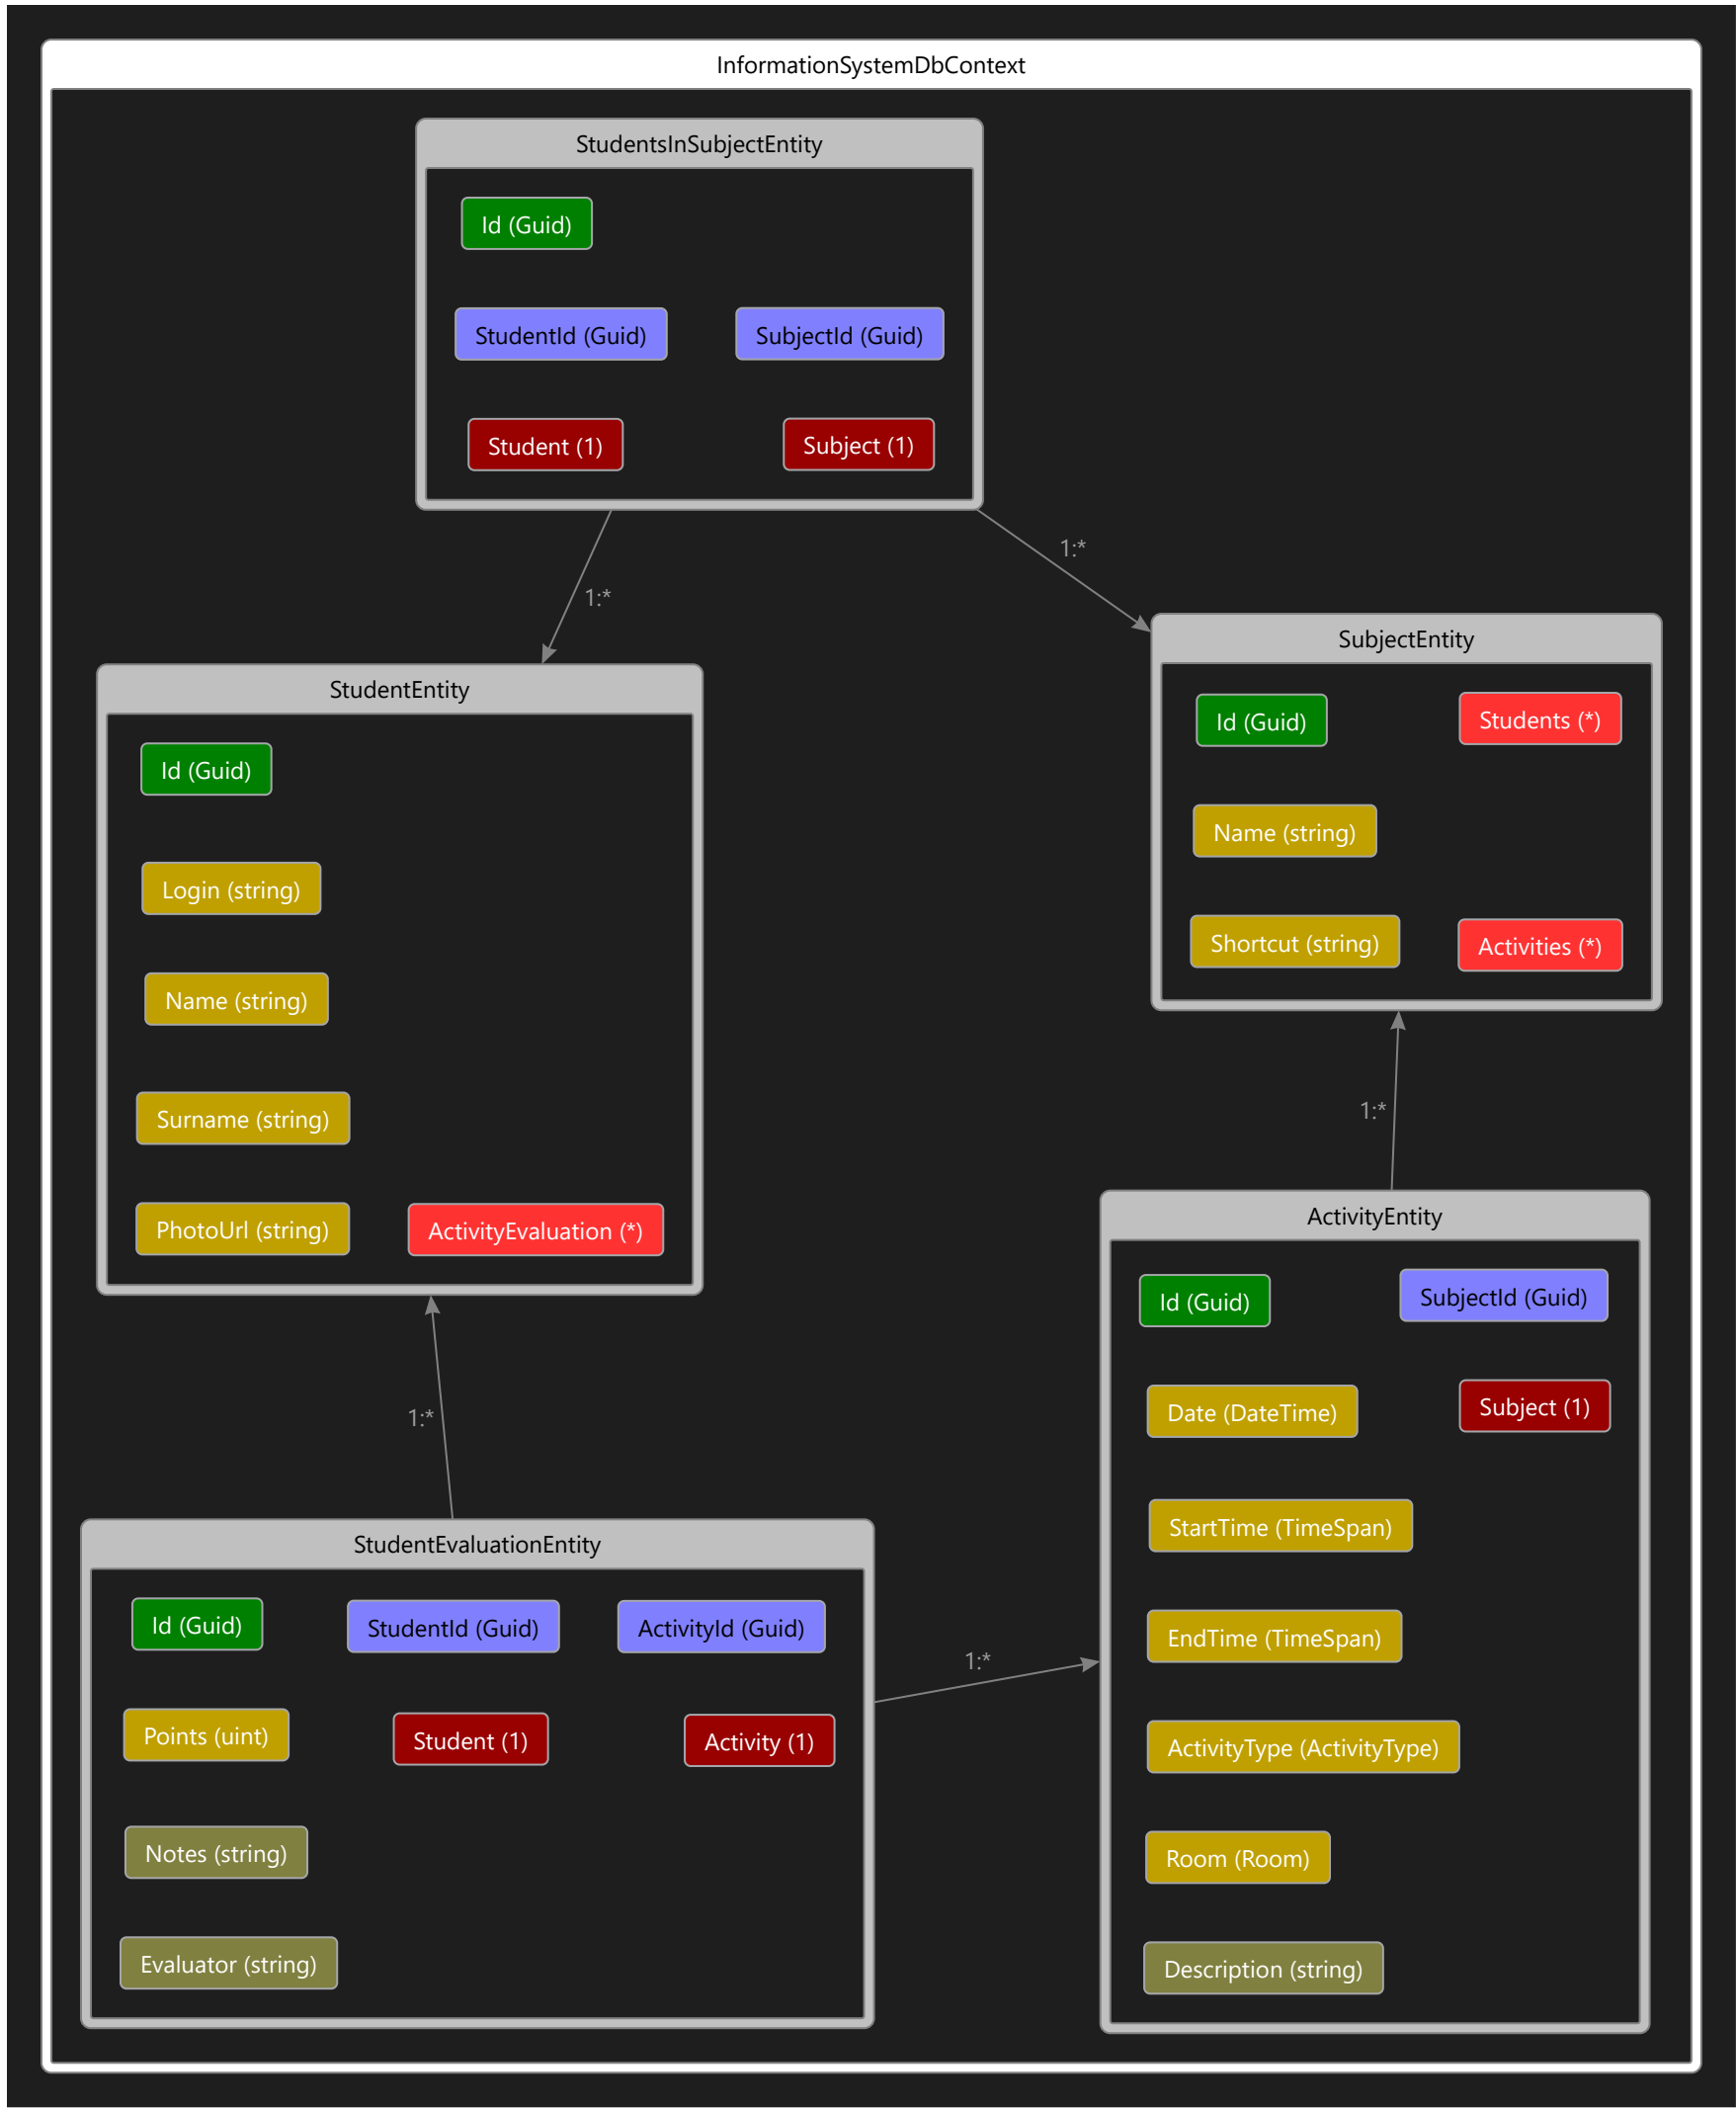 InformationSystemDbContext
StudentsInSubjectEntity
Id (Guid)
StudentId (Guid)
SubjectId (Guid)
Student (1)
Subject (1)
1:*
1:*
StudentEntity
Id (Guid)
Login (string)
Name (string)
Surname (string)
PhotoUrl (string)
ActivityEvaluation (*)
SubjectEntity
Id (Guid)
Students (*)
Name (string)
Shortcut (string)
Activities (*)
1:*
1:*
StudentEvaluationEntity
Id (Guid)
StudentId (Guid)
ActivityId (Guid)
Points (uint)
Student (1)
Activity (1)
Notes (string)
Evaluator (string)
1:*
ActivityEntity
Id (Guid)
SubjectId (Guid)
Date (DateTime)
Subject (1)
StartTime (TimeSpan)
EndTime (TimeSpan)
ActivityType (ActivityType)
Room (Room)
Description (string)